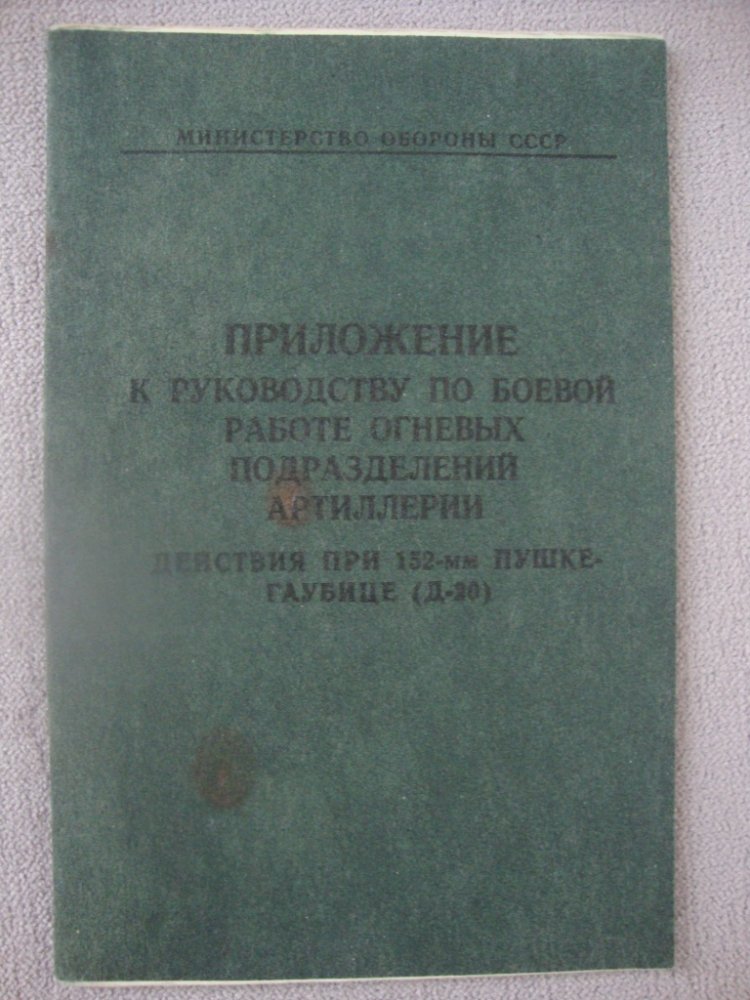 МИНИСТЕРСТВО ОБОРОНЫ СССР
ПРИЛОЖЕНИЕ
К РУКОВОДСТВУ ПО БОЕВОЙ
РАБОТЕ ОГНЕВЫХ
ПОДРАЗДЕЛЕНИЙ
АРТИЛЛЕРИИ
ДЕЙСТВИЯ ПРИ 152-мм ПУШКЕ-
ГАУБИЦЕ (Д-20)